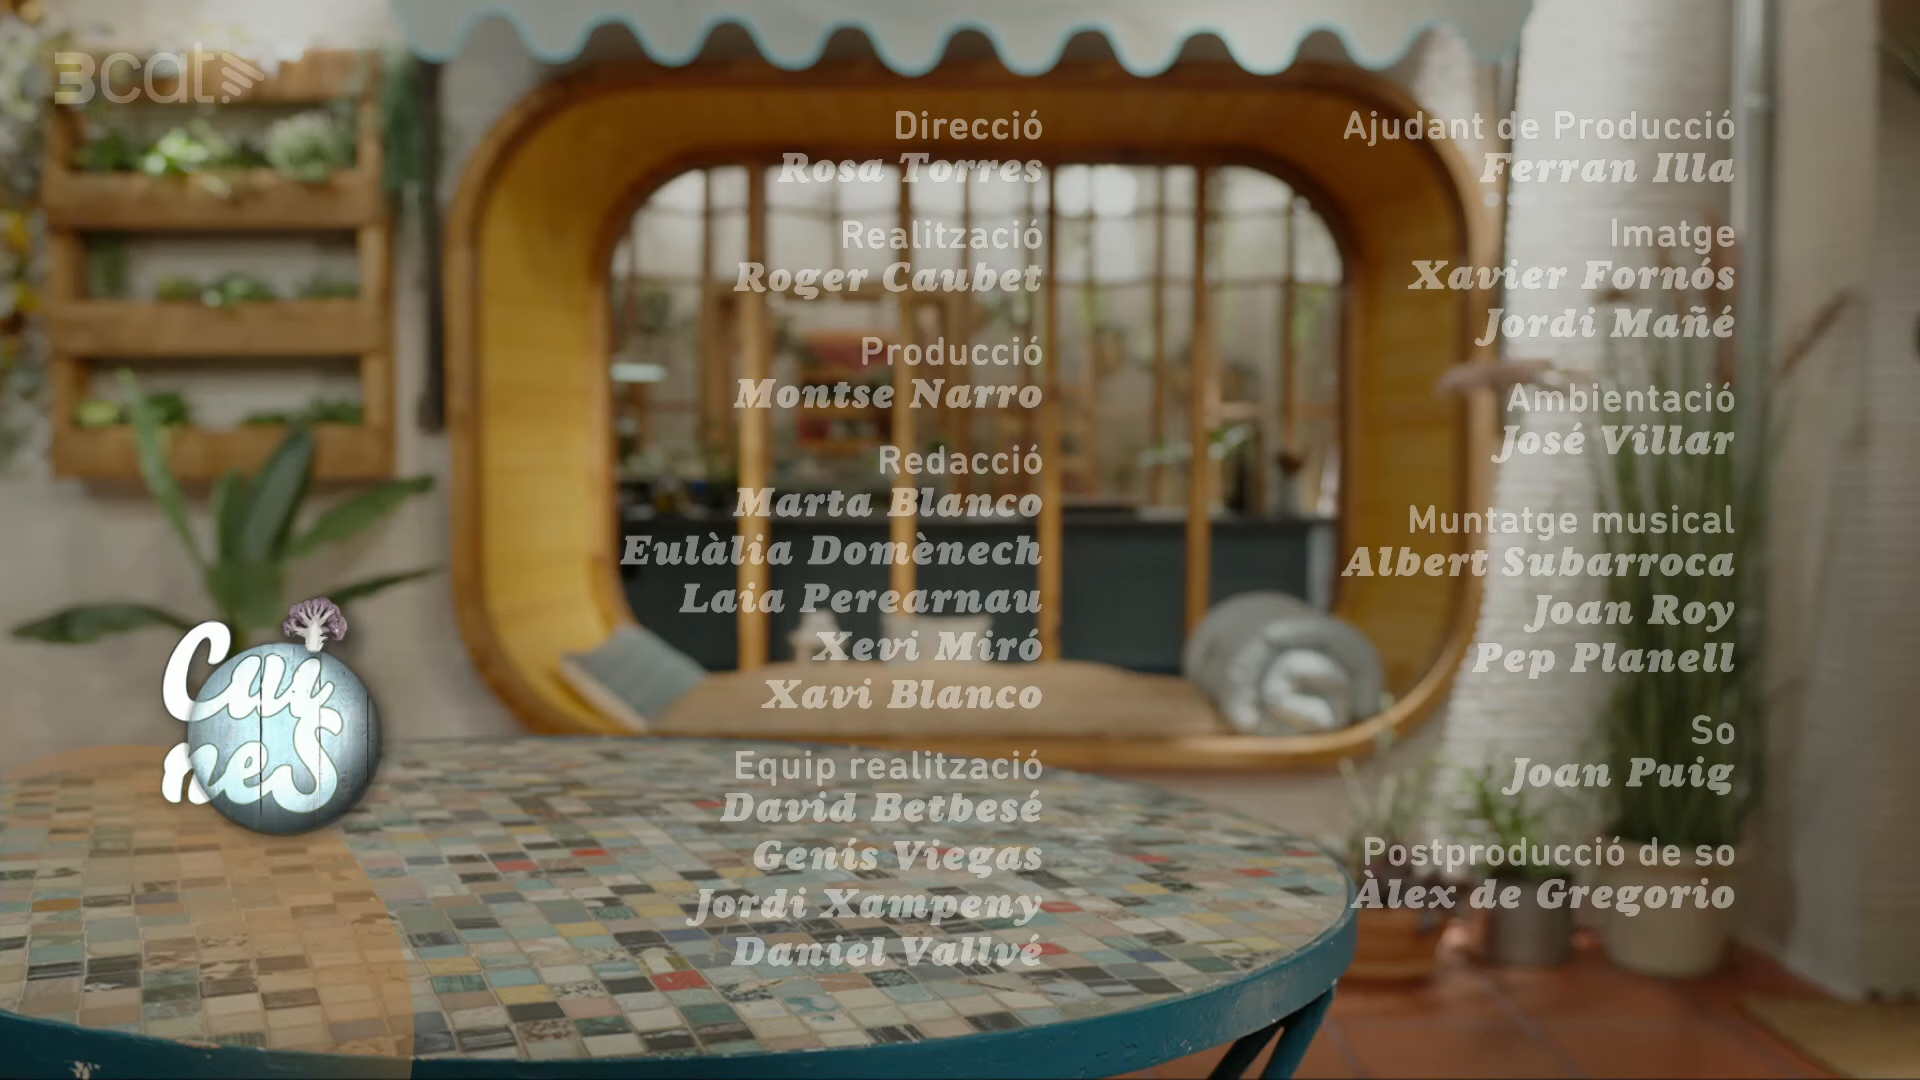 3cat
Direcció
Rosa Torres
Realització
Roger Caubet
Producció
Montse Narro
Redacció
Marta Blanco
Eulàlia Domènech
Laia Perearnau
Xevi Miró
Xavi Blanco
Equip realització
David Betbesé
Genís Viegas
Jordi Xampeny
Daniel Vallvé
Ajudant de Producció
Ferran Illa
Imatge
Xavier Fornós
Jordi Mañé
Ambientació
José Villar
Muntatge musical
Albert Subarroca
Joan Roy
Pep Planell
So
Joan Puig
Postproducció de so
Àlex de Gregorio
Cui
neS